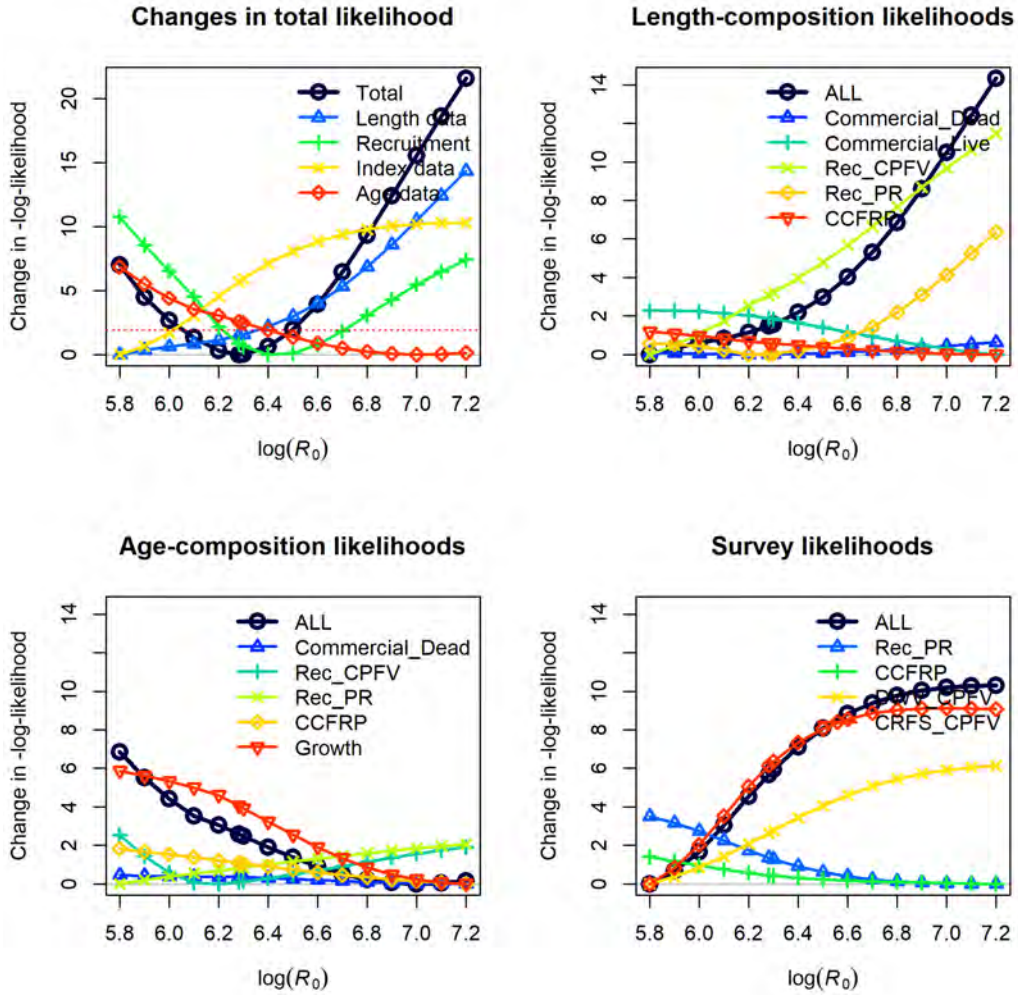 Changes in total likelihood
Change in -log-likelihood
20
15
10
5
0
Total
Length data
Recruitment
Index data
Age data
5.8 6.0 6.2 6.4 6.6 6.8 7.0 7.2
log(R0)
Length-composition likelihoods
Change in -log-likelihood
14
10
8
6
4
2
0
ALL
Commercial_Dead
Commercial_Live
Rec_CPFV
Rec_PR
CCFRP
5.8 6.0 6.2 6.4 6.6 6.8 7.0 7.2
log(R0)
Age-composition likelihoods
Change in -log-likelihood
14
10
8
6
4
2
0
ALL
Commercial_Dead
Rec_CPFV
Rec_PR
CCFRP
Growth
5.8 6.0 6.2 6.4 6.6 6.8 7.0 7.2
log(R0)
Survey likelihoods
Change in -log-likelihood
14
10
8
6
4
2
0
ALL
Rec_PR
CCFRP
CRFS_CPFV
5.8 6.0 6.2 6.4 6.6 6.8 7.0 7.2
log(R0)